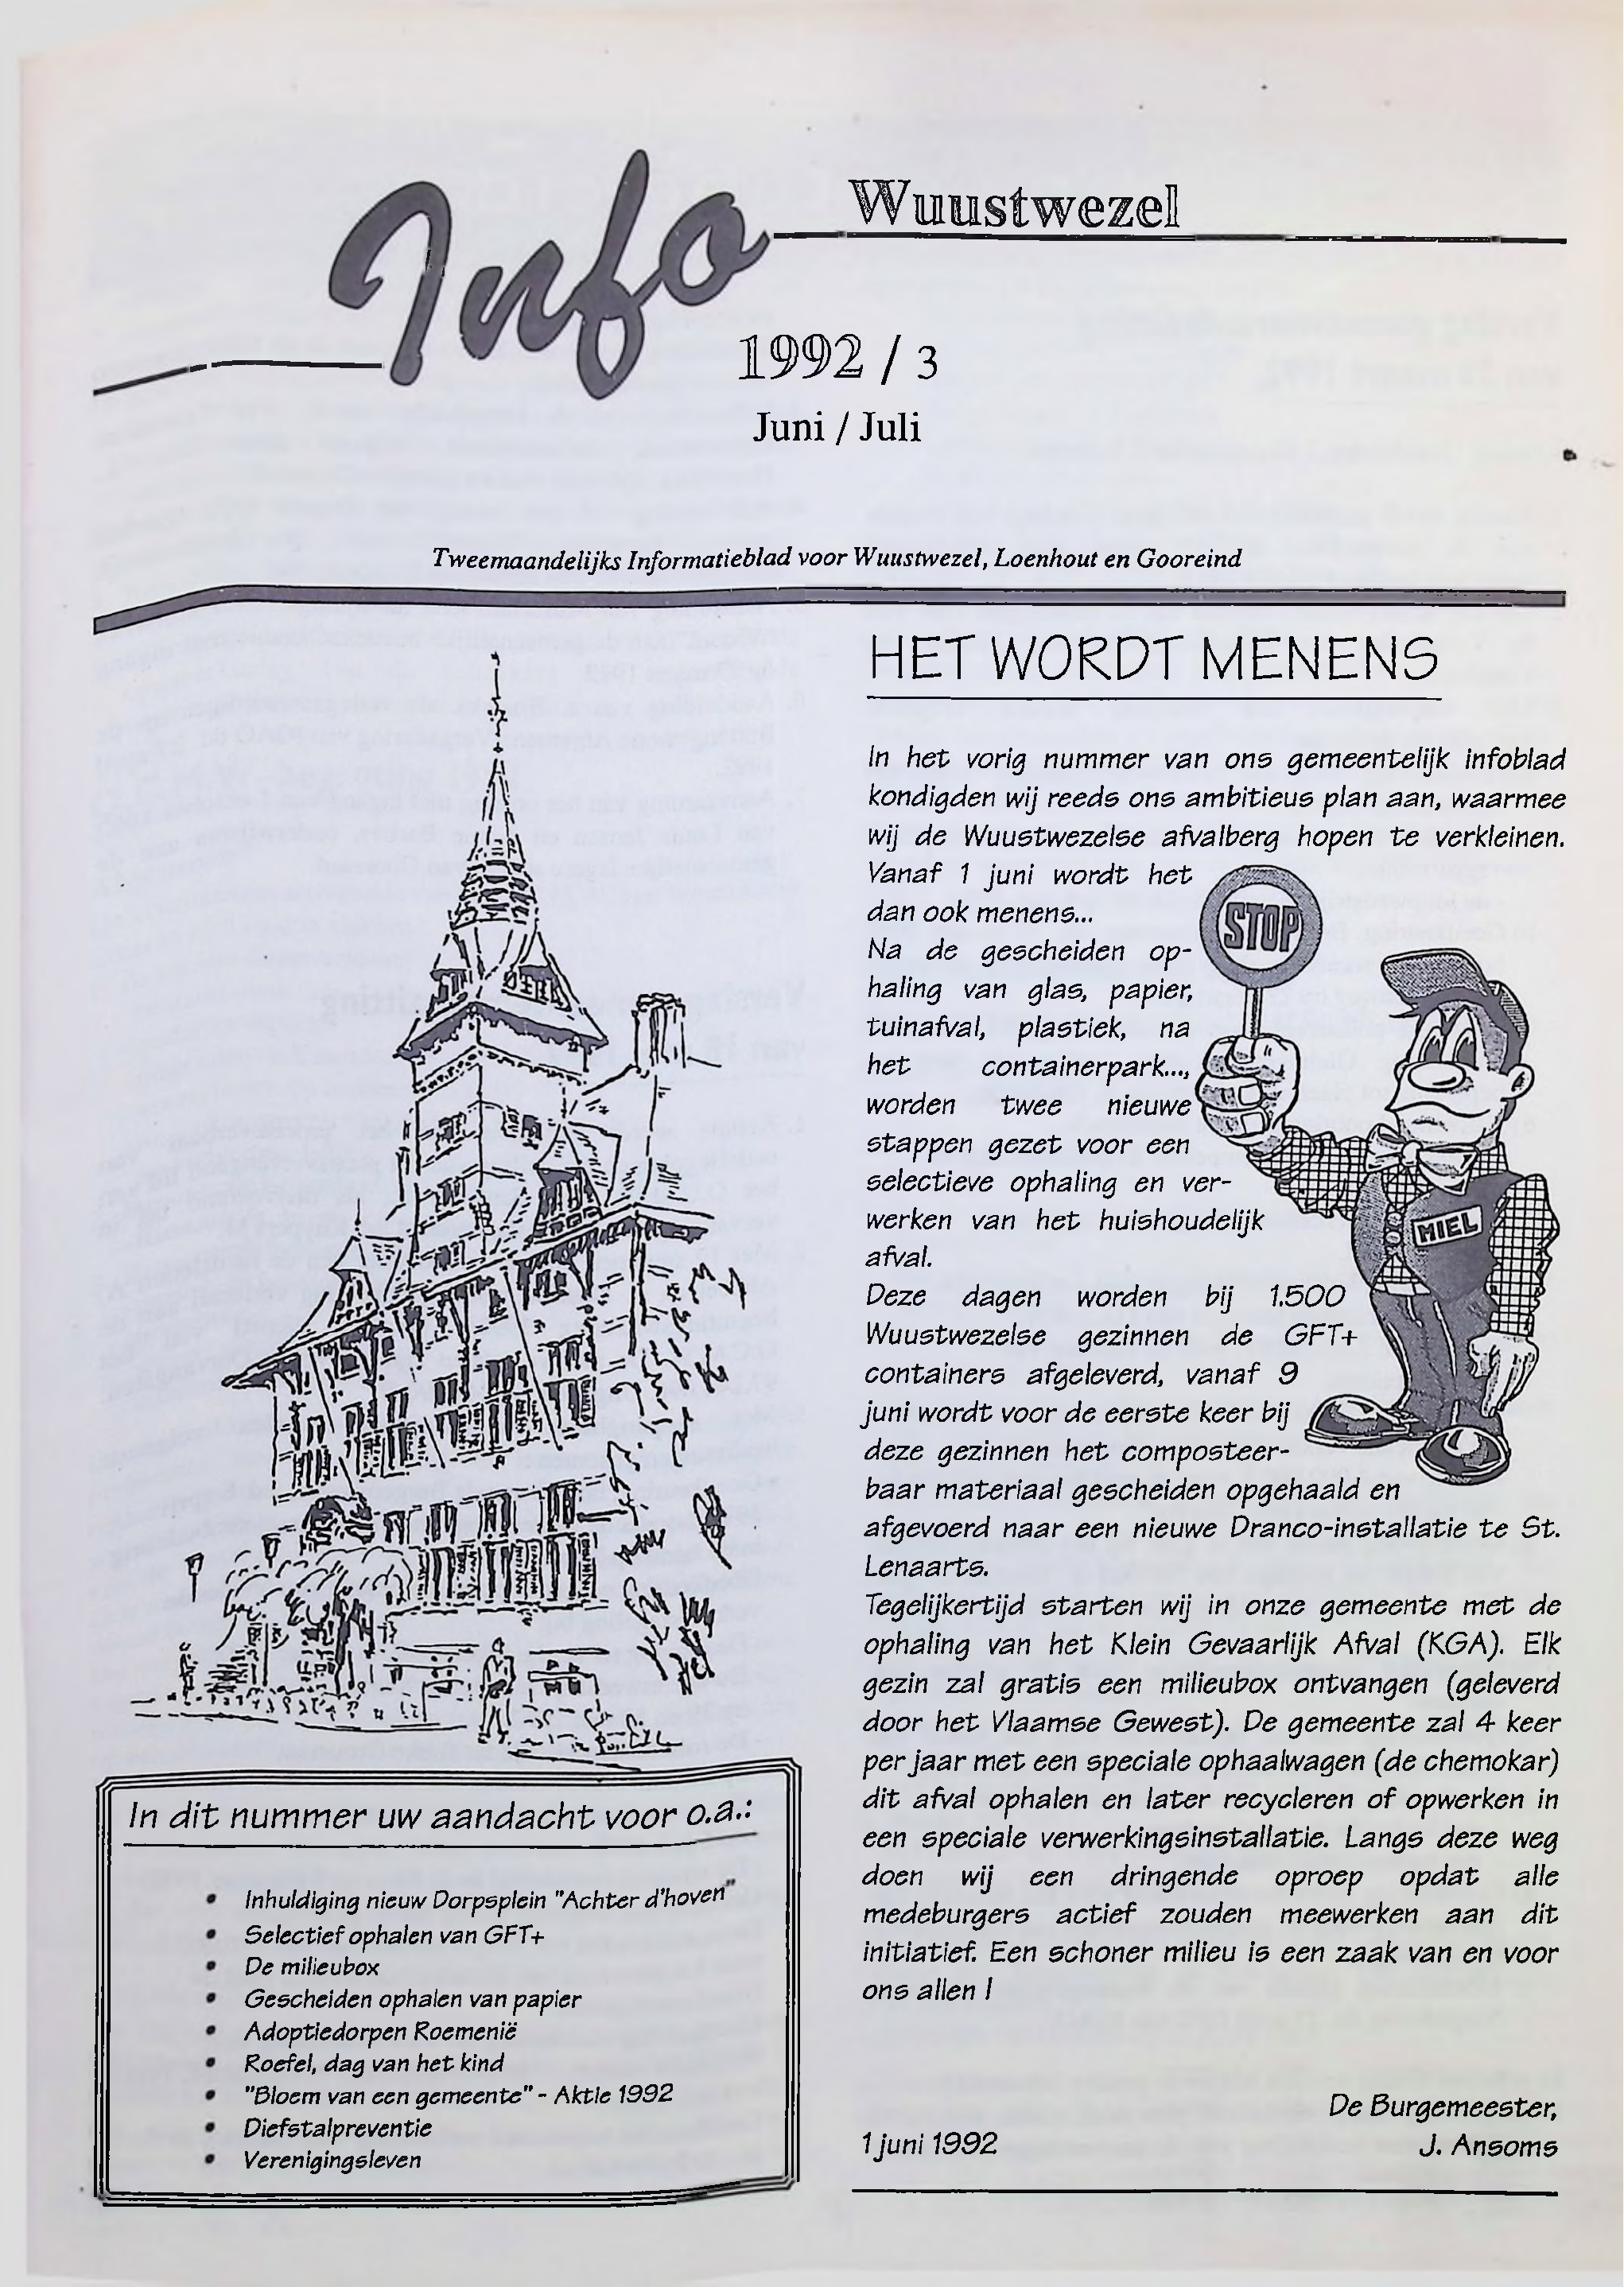 Info
Wuustwezel
1992 / 3
Juni / Juli
Tweemaandelijks Informatieblad voor Wuustwezel, Loenhout en Gooreind
In dit nummer uw aandacht voor o.a.:
• Inhuldiging nieuw Dorpsplein "Achter d'hoven"
• Selectief ophalen van GFT+
• De milieubox
• Gescheiden ophalen van papier
• Adoptiedorpen Roemenië
• Roefel, dag van het kind
• "Bloem van een gemeente" - Aktie 1992
• Diefstalpreventie
• Verenigingsleven
HET WORDT MENENS
In het vorig nummer van ons gemeentelijk infoblad
kondigden wij reeds ons ambitieus plan aan, waarmee
wij de Wuustwezelse afvalberg hopen te verkleinen.
Vanaf 1 juni wordt het
dan ook menens...
Na de gescheiden op-
haling van glas, papier,
tuinafval, plastiek, na
het containerpark...,
worden twee nieuwe
stappen gezet voor een
selectieve ophaling en ver-
werken van het huishoudelijk
afval.
Deze dagen worden bij 1.500
Wuustwezelse gezinnen de GFT+
containers afgeleverd, vanaf 9
juni wordt voor de eerste keer bij
deze gezinnen het composteer-
baar materiaal gescheiden opgehaald en
afgevoerd naar een nieuwe Dranco-installatie te St.
Lenaarts.
Tegelijkertijd starten wij in onze gemeente met de
ophaling van het Klein Gevaarlijk Afval (KGA). Elk
gezin zal gratis een milieubox ontvangen (geleverd
door het Vlaamse Gewest). De gemeente zal 4 keer
per jaar met een speciale ophaalwagen (de chemokar)
dit afval ophalen en later recycleren of opwerken in
een speciale verwerkingsinstallatie. Langs deze weg
doen wij een dringende oproep opdat alle
medeburgers actief zouden meewerken aan dit
initiatief. Een schoner milieu is een zaak van en voor
ons allen !
STOP
MIEL
De Burgemeester,
1 juni 1992 J. Ansoms